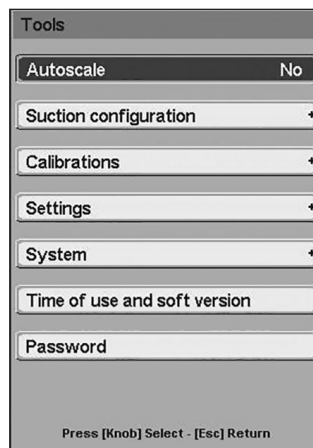 Tools
Autoscale No
Suction configuration
Calibrations
Settings
System
Time of use and soft version
Password
Press [Knob] Select - [Esc] Return